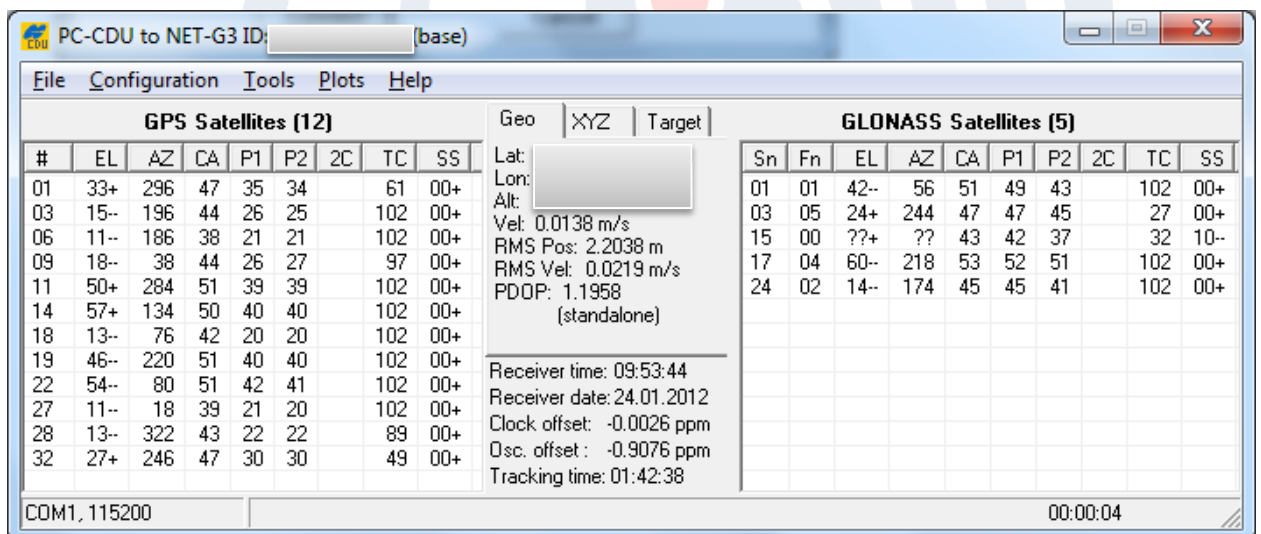 PC-CDU to NET-G3 ID: (base)
File Configuration Tools Plots Help
GPS Satellites (12)
# EL AZ CA P1 P2 2C TC SS
01 33+ 296 47 35 34 61 00+
03 15-- 196 44 26 25 102 00+
06 11-- 186 38 21 21 102 00+
09 18-- 38 44 26 27 97 00+
11 50+ 284 51 39 39 102 00+
14 57+ 134 50 40 40 102 00+
18 13-- 76 42 20 20 102 00+
19 46-- 220 51 40 40 102 00+
22 54-- 80 51 42 41 102 00+
27 11-- 18 39 21 20 102 00+
28 13-- 322 43 22 22 89 00+
32 27+ 246 47 30 30 49 00+
Geo XYZ Target
Lat:
Lon:
Alt:
Vel: 0.0138 m/s
RMS Pos: 2.2038 m
RMS Vel: 0.0219 m/s
PDOP: 1.1958
(standalone)
Receiver time: 09:53:44
Receiver date: 24.01.2012
Clock offset: -0.0026 ppm
Osc. offset : -0.9076 ppm
Tracking time: 01:42:38
GLONASS Satellites (5)
Sn Fn EL AZ CA P1 P2 2C TC SS
01 01 42-- 56 51 49 43 102 00+
03 05 24+ 244 47 47 45 27 00+
15 00 ??+ ?? 43 42 37 32 10--
17 04 60-- 218 53 52 51 102 00+
24 02 14-- 174 45 45 41 102 00+
COM1, 115200
00:00:04